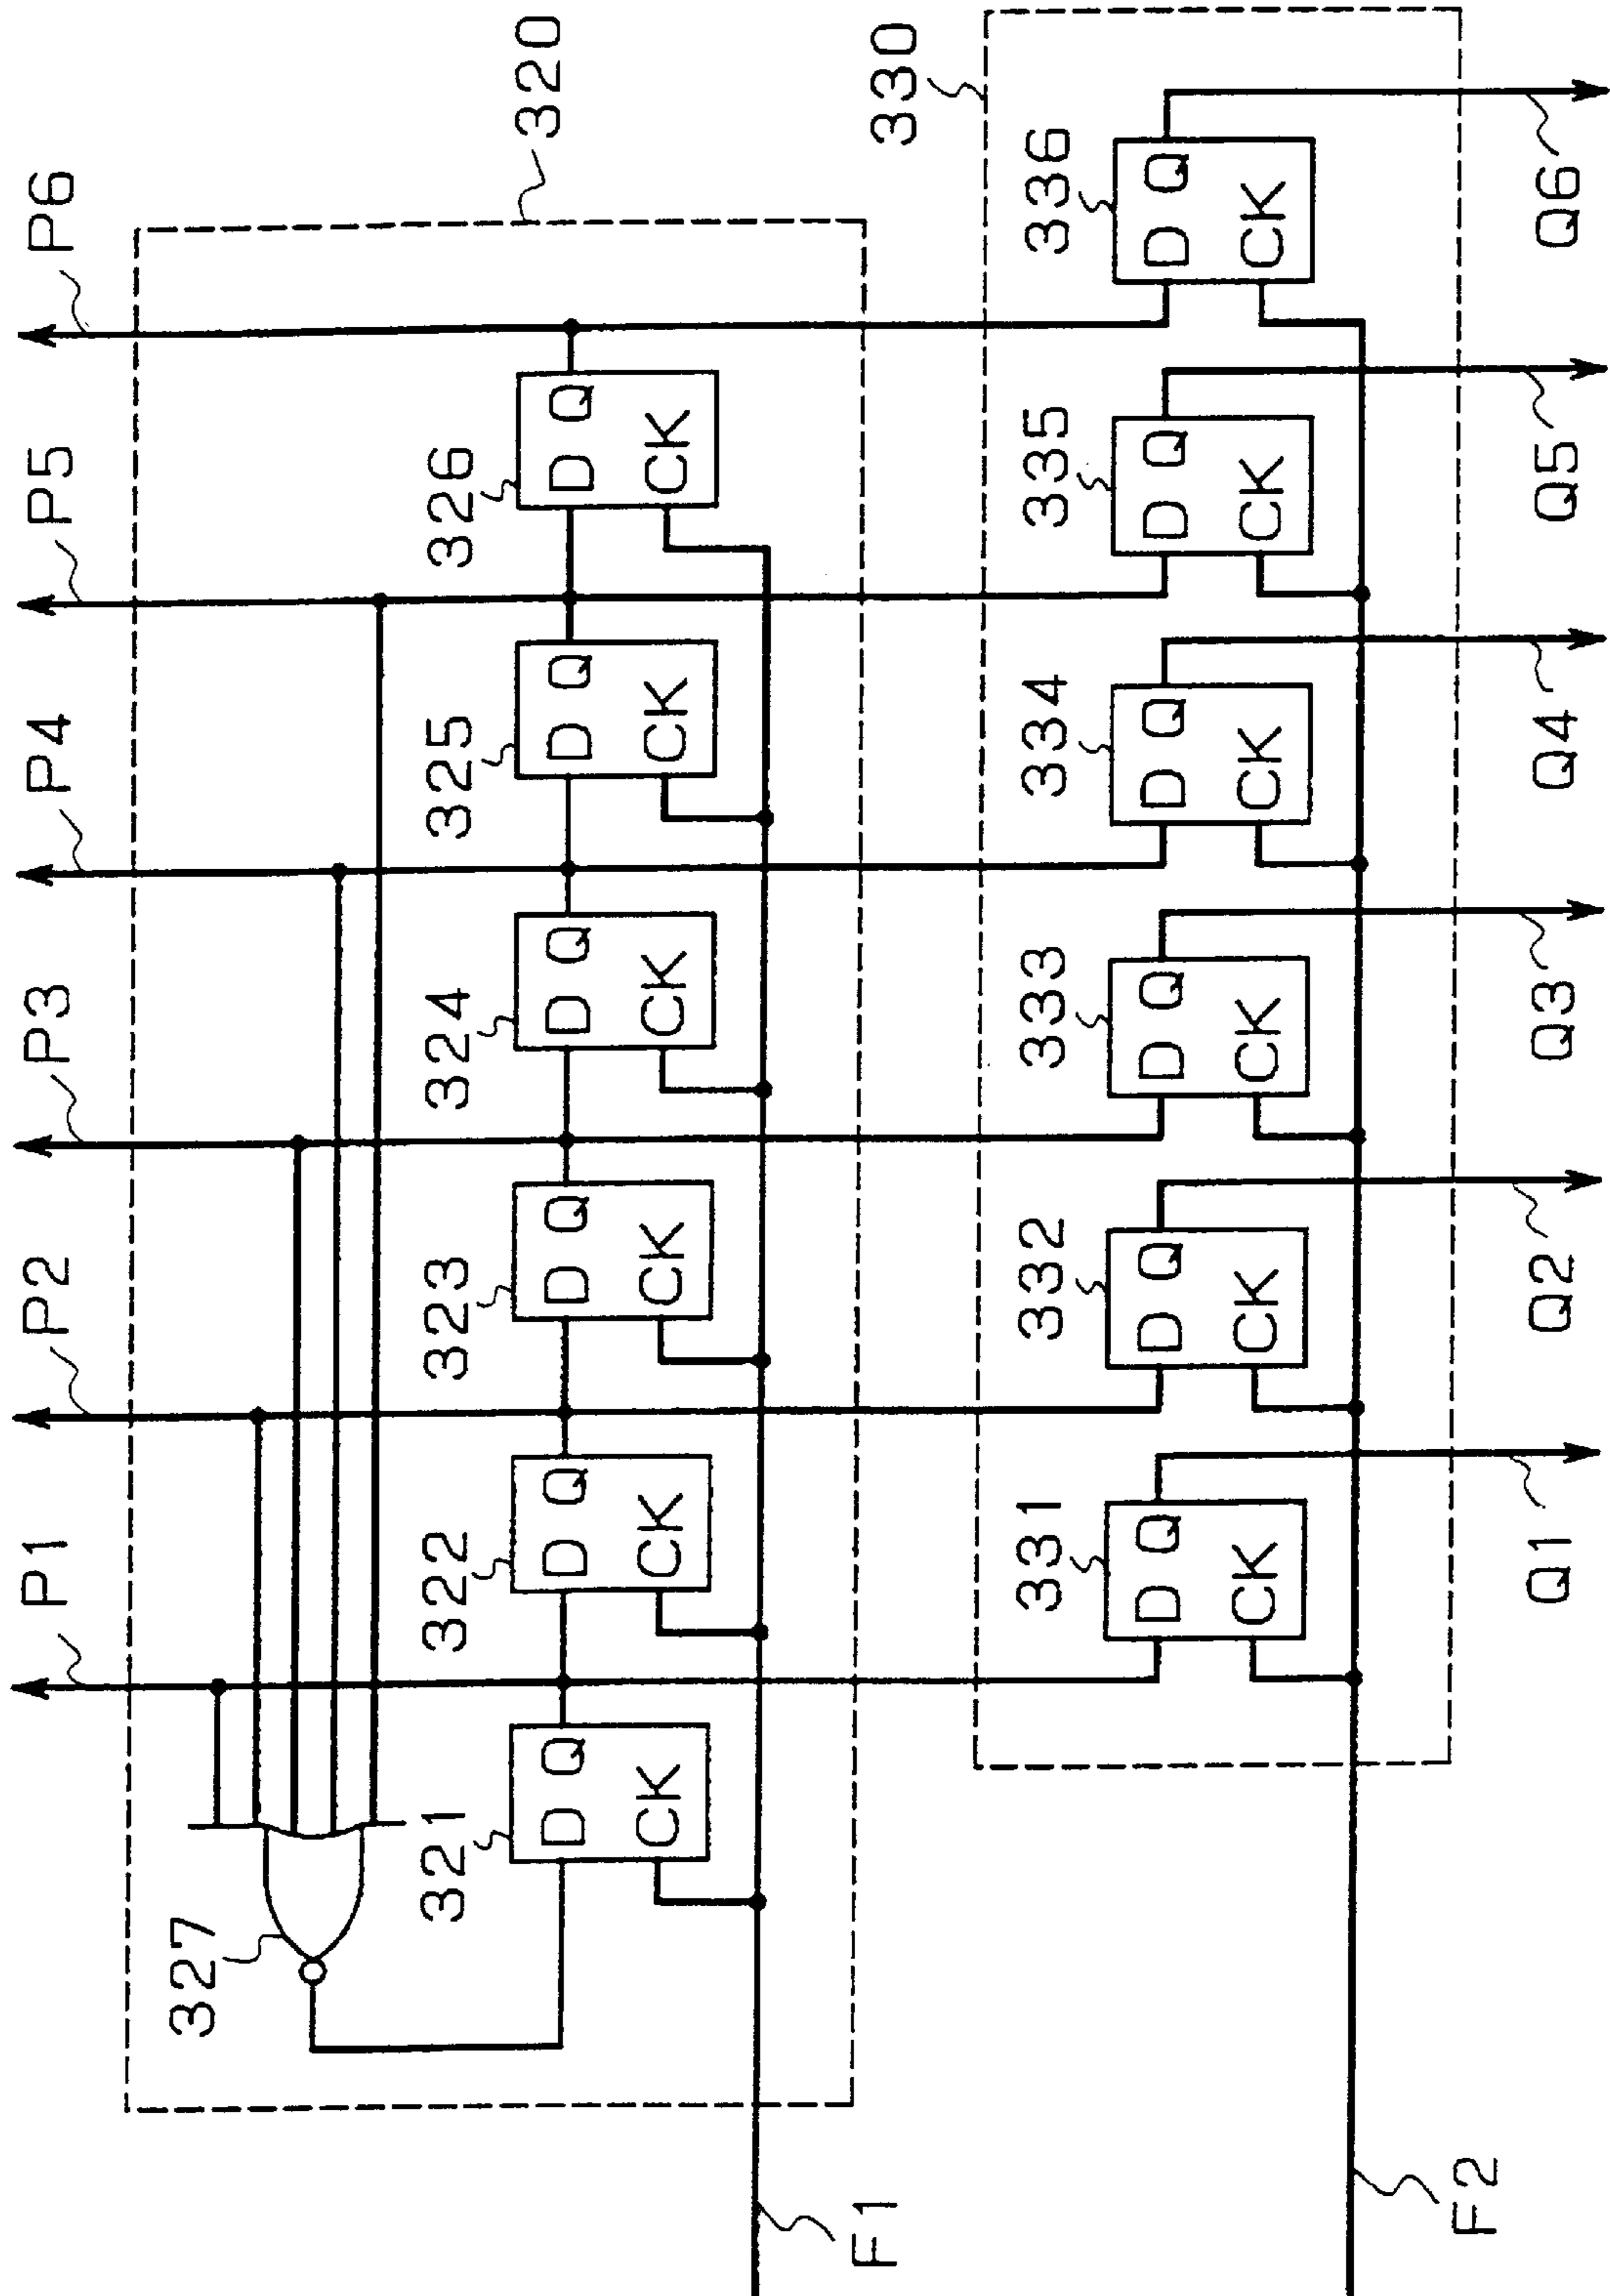 P1 P2 P3 P4 P5 P6
327
320
321 322 323 324 325 326
D Q D Q D Q D Q D Q D Q
CK CK CK CK CK CK
F1
330
331 332 333 334 335 336
D Q D Q D Q D Q D Q D Q
CK CK CK CK CK CK
F2
Q1 Q2 Q3 Q4 Q5 Q6